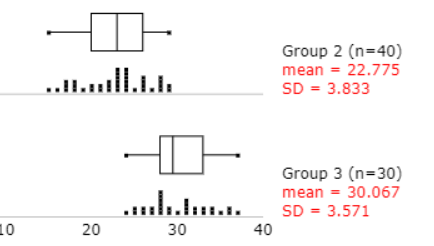 Group 2 (n=40)
mean = 22.775
SD = 3.833
Group 3 (n=30)
mean = 30.067
SD = 3.571
10 20 30 40